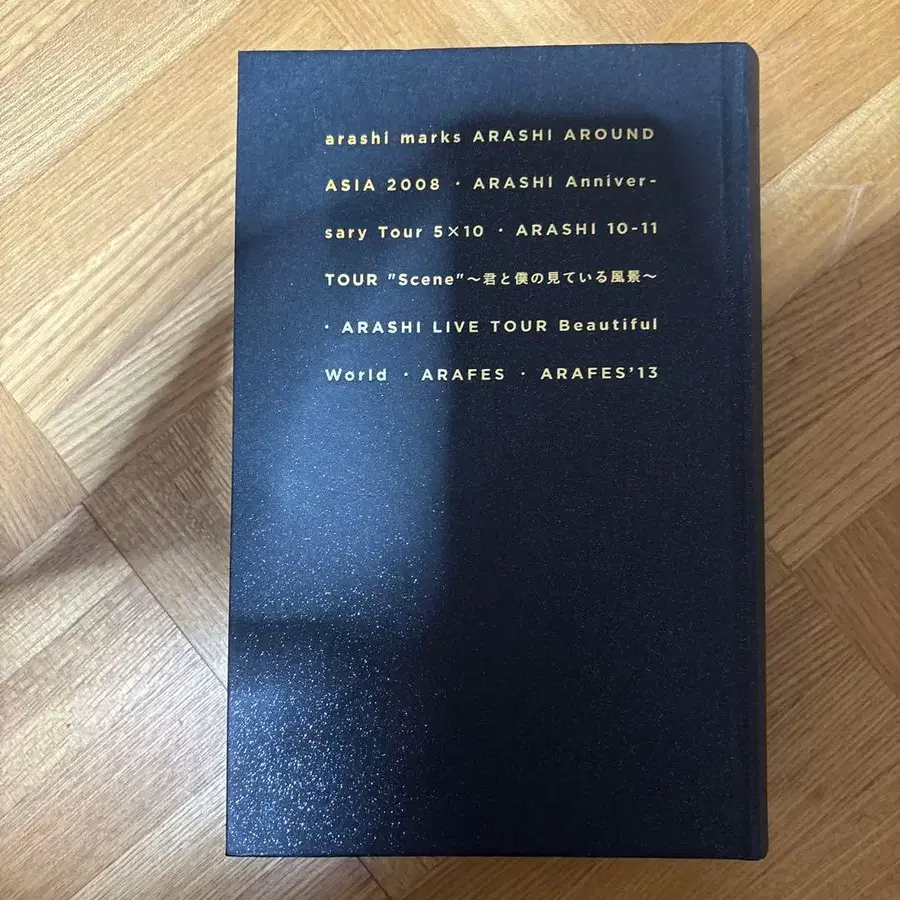 arashi marks ARASHI AROUND
ASIA 2008 · ARASHI Anniver-
sary Tour 5×10 · ARASHI 10-11
TOUR "Scene"～君と僕の見ている風景～
· ARASHI LIVE TOUR Beautiful
World · ARAFES · ARAFES'13